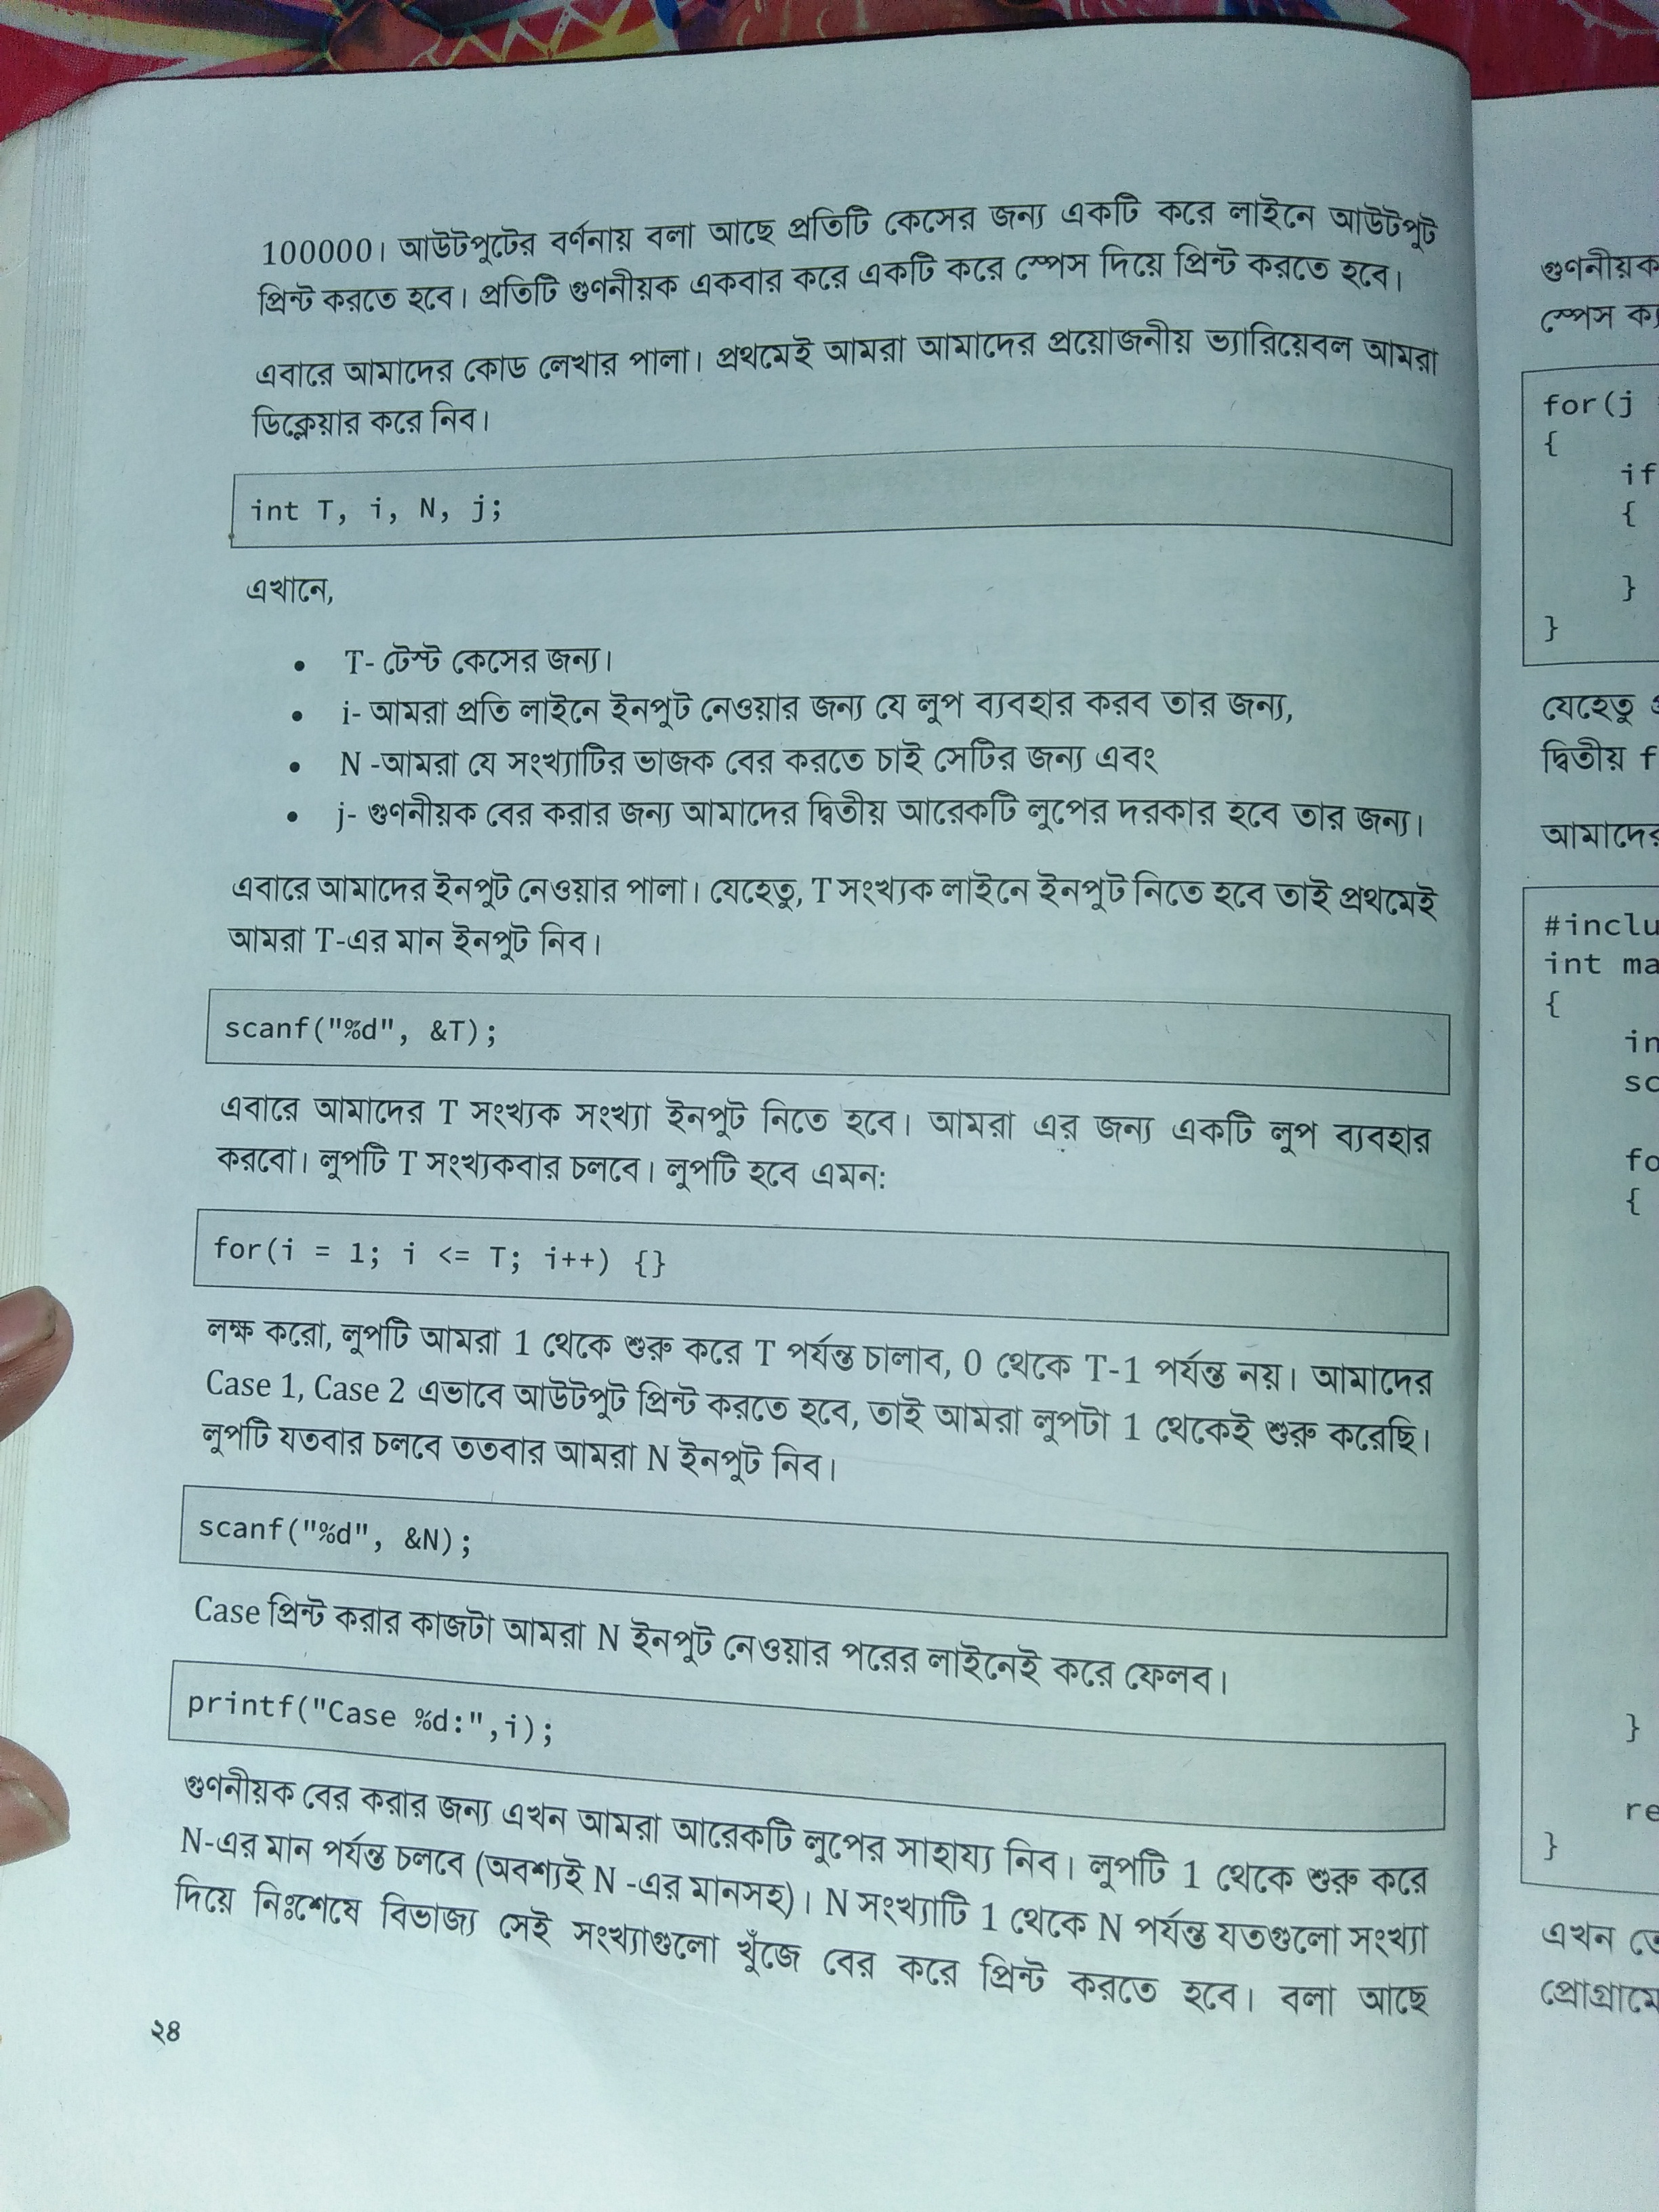 100000। আউটপুটের বর্ণনায় বলা আছে প্রতিটি কেসের জন্য একটি করে লাইনে আউটপুট
প্রিন্ট করতে হবে। প্রতিটি গুণনীয়ক একবার করে একটি করে স্পেস দিয়ে প্রিন্ট করতে হবে।
এবারে আমাদের কোড লেখার পালা। প্রথমেই আমরা আমাদের প্রয়োজনীয় ভ্যারিয়েবল আমরা
ডিক্লেয়ার করে নিব।
int T, i, N, j;
এখানে,
• T- টেস্ট কেসের জন্য।
• i- আমরা প্রতি লাইনে ইনপুট নেওয়ার জন্য যে লুপ ব্যবহার করব তার জন্য,
• N -আমরা যে সংখ্যাটির ভাজক বের করতে চাই সেটির জন্য এবং
• j- গুণনীয়ক বের করার জন্য আমাদের দ্বিতীয় আরেকটি লুপের দরকার হবে তার জন্য।
এবারে আমাদের ইনপুট নেওয়ার পালা। যেহেতু, T সংখ্যক লাইনে ইনপুট নিতে হবে তাই প্রথমেই
আমরা T-এর মান ইনপুট নিব।
scanf("%d", &T);
এবারে আমাদের T সংখ্যক সংখ্যা ইনপুট নিতে হবে। আমরা এর জন্য একটি লুপ ব্যবহার
করবো। লুপটি T সংখ্যকবার চলবে। লুপটি হবে এমন:
for(i = 1; i <= T; i++) {}
লক্ষ করো, লুপটি আমরা 1 থেকে শুরু করে T পর্যন্ত চালাব, 0 থেকে T-1 পর্যন্ত নয়। আমাদের
Case 1, Case 2 এভাবে আউটপুট প্রিন্ট করতে হবে, তাই আমরা লুপটা 1 থেকেই শুরু করেছি।
লুপটি যতবার চলবে ততবার আমরা N ইনপুট নিব।
scanf("%d", &N);
Case প্রিন্ট করার কাজটা আমরা N ইনপুট নেওয়ার পরের লাইনেই করে ফেলব।
printf("Case %d:",i);
গুণনীয়ক বের করার জন্য এখন আমরা আরেকটি লুপের সাহায্য নিব। লুপটি 1 থেকে শুরু করে
N-এর মান পর্যন্ত চলবে (অবশ্যই N -এর মানসহ)। N সংখ্যাটি 1 থেকে N পর্যন্ত যতগুলো সংখ্যা
দিয়ে নিঃশেষে বিভাজ্য সেই সংখ্যাগুলো খুঁজে বের করে প্রিন্ট করতে হবে। বলা আছে
২৪
গুণনীয়ক
স্পেস
for(j
{
if
{
}
}
যেহেতু
দ্বিতীয় f
আমাদের
#inclu
int ma
{
in
sc
fo
{
}
re
}
এখন
প্রোগ্রামে